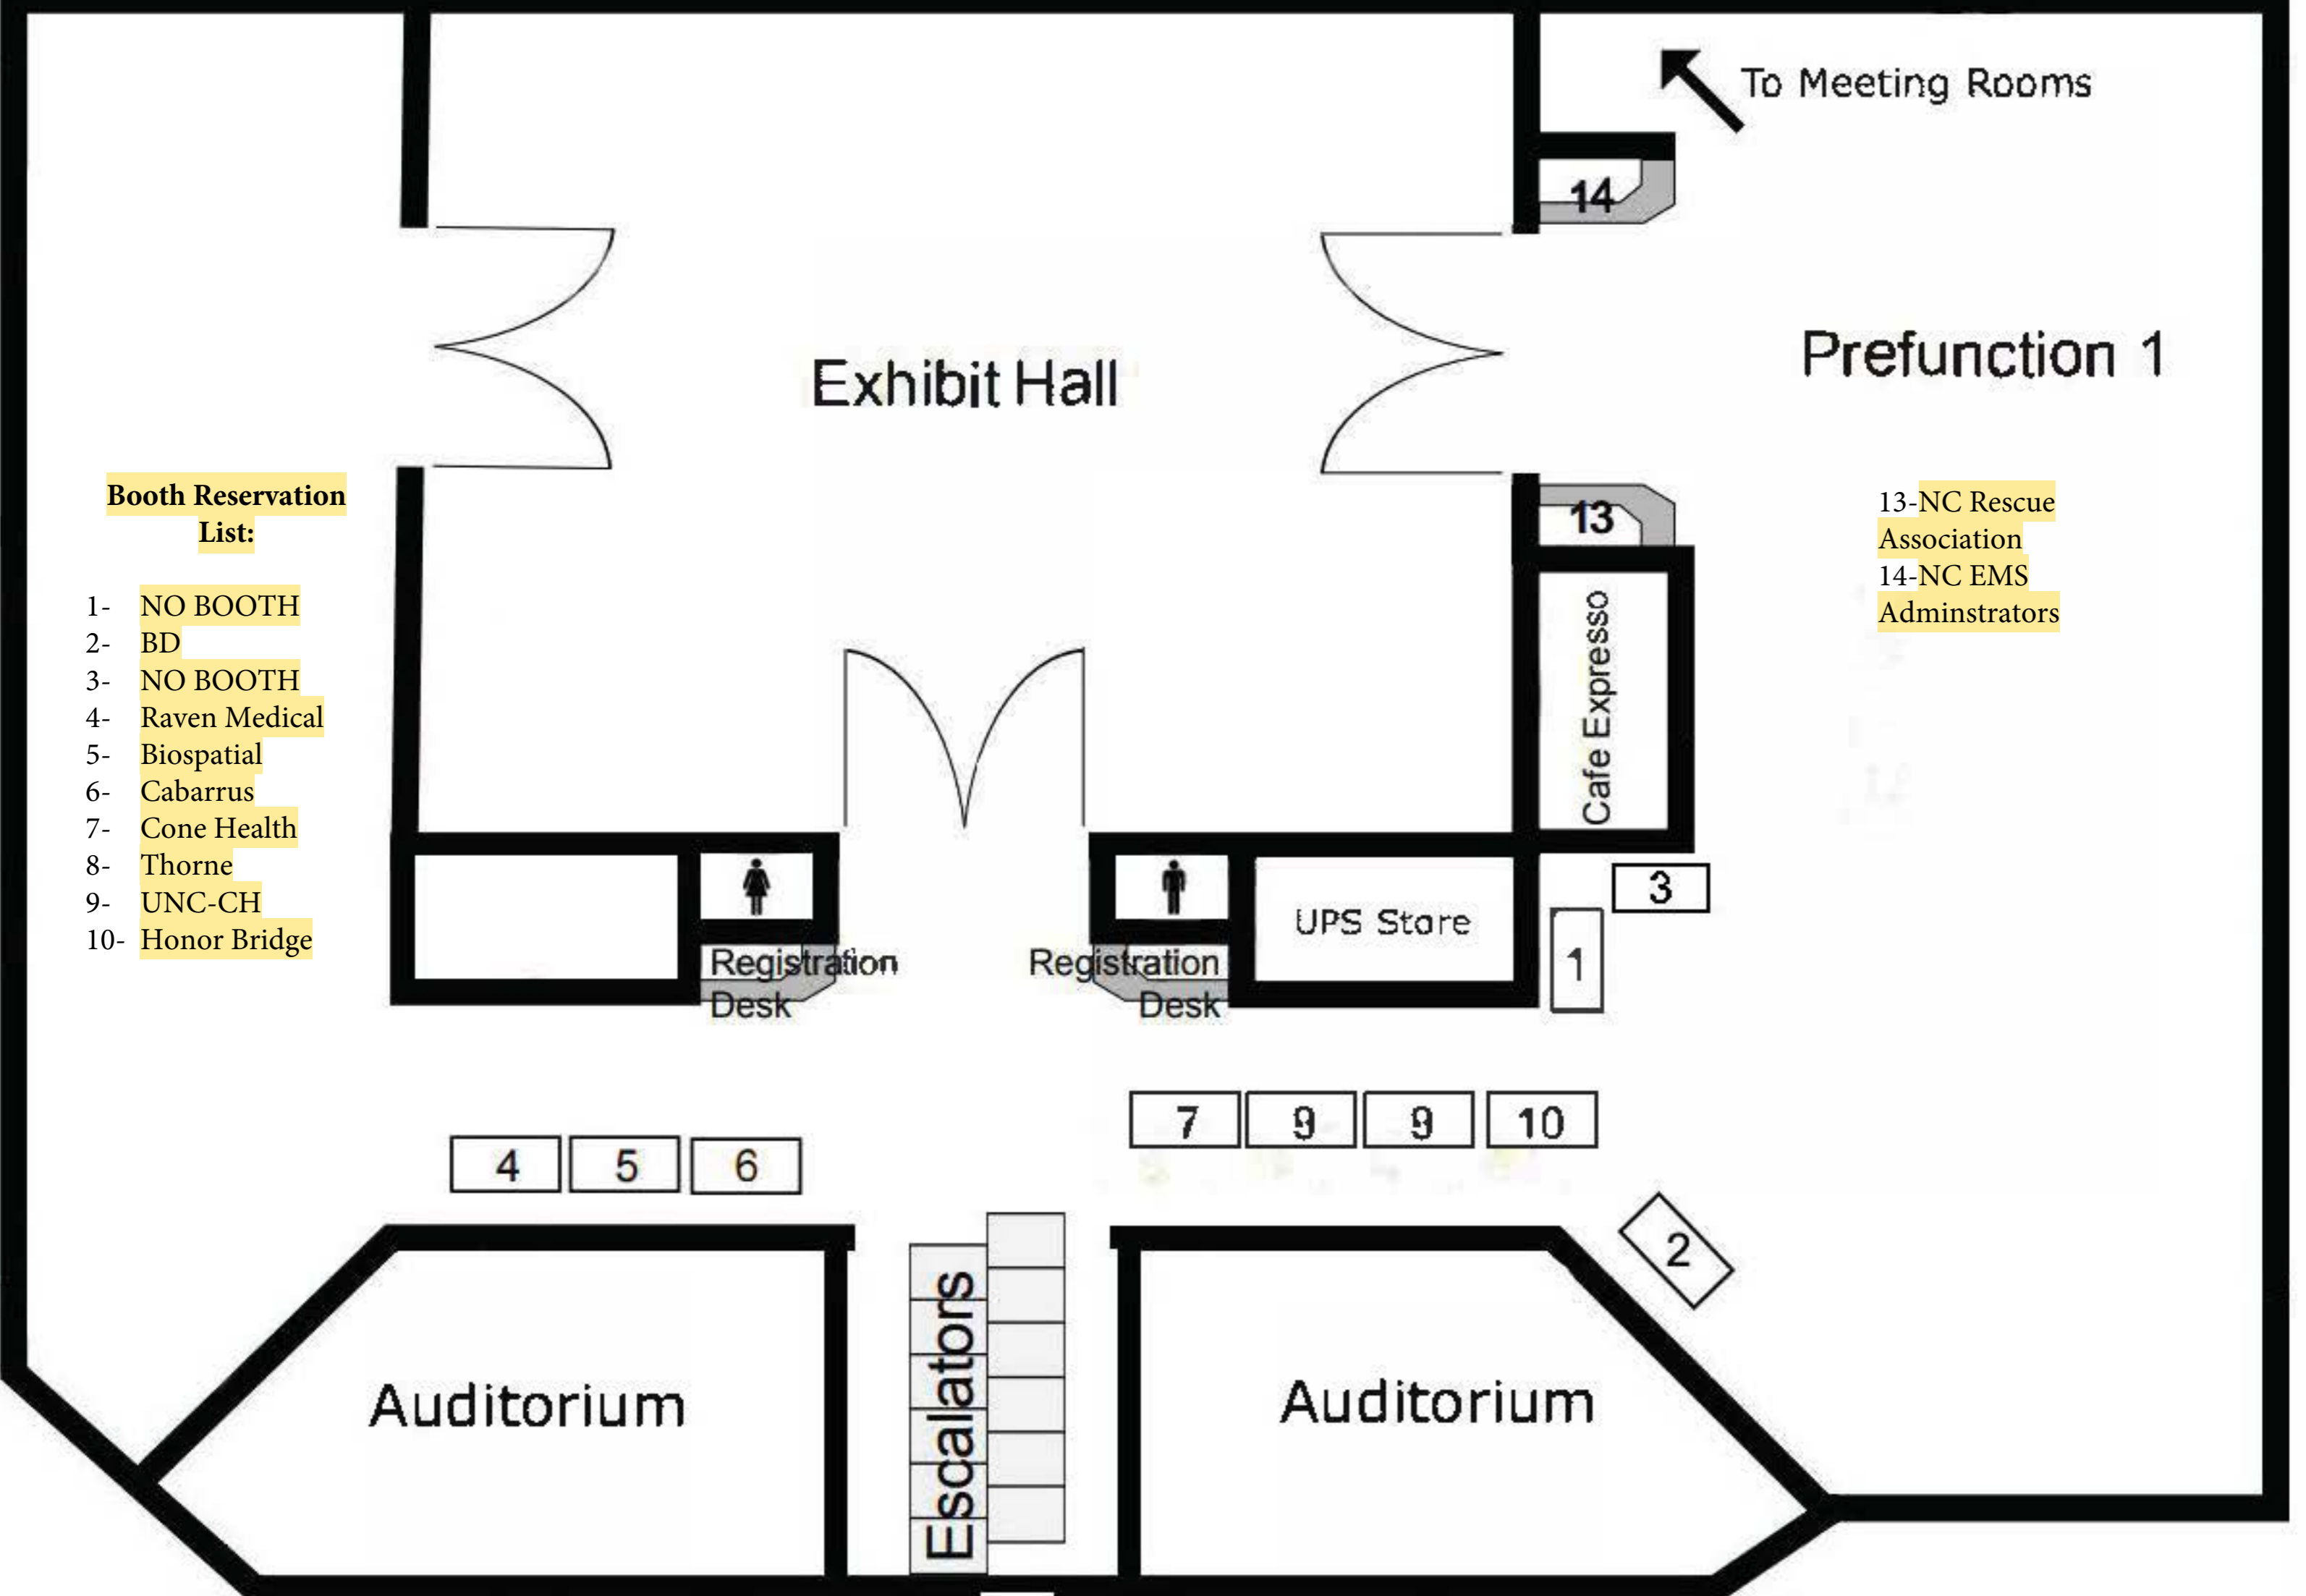 To Meeting Rooms
14
Exhibit Hall
Prefunction 1
Booth Reservation
List:
1- NO BOOTH
2- BD
3- NO BOOTH
4- Raven Medical
5- Biospatial
6- Cabarrus
7- Cone Health
8- Thorne
9- UNC-CH
10- Honor Bridge
13
13-NC Rescue
Association
14-NC EMS
Adminstrators
Cafe Expresso
3
UPS Store
1
Registration
Desk
Registration
Desk
7
9
9
10
4
5
6
2
Auditorium
Escalators
Auditorium